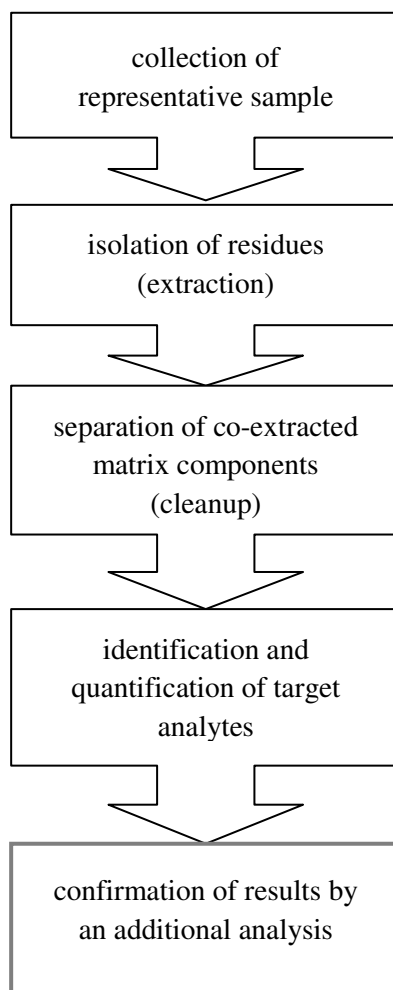 collection of
representative sample
isolation of residues
(extraction)
separation of co-extracted
matrix components
(cleanup)
identification and
quantification of target
analytes
confirmation of results by
an additional analysis